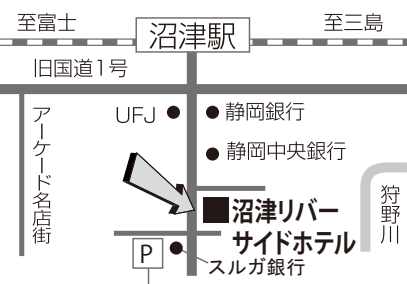 至富士
沼津駅
至三島
旧国道1号
UFJ
静岡銀行
静岡中央銀行
アーケード名店街
狩野川
沼津リバー
サイドホテル
P
スルガ銀行